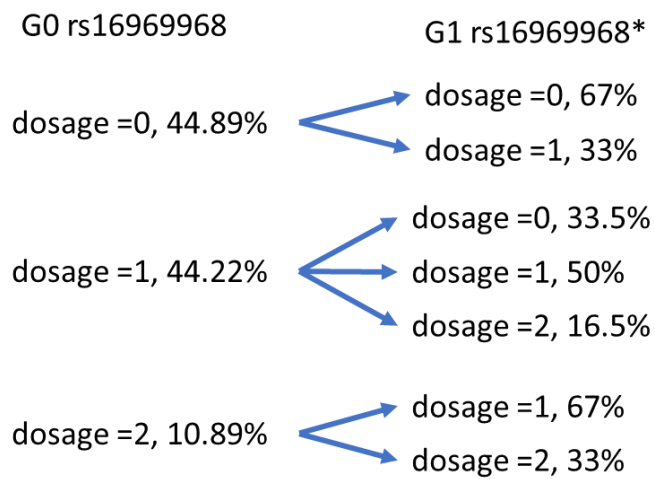 G0 rs16969968
G1 rs16969968*
dosage =0, 44.89%
dosage =0, 67%
dosage =1, 33%
dosage =1, 44.22%
dosage =0, 33.5%
dosage =1, 50%
dosage =2, 16.5%
dosage =2, 10.89%
dosage =1, 67%
dosage =2, 33%